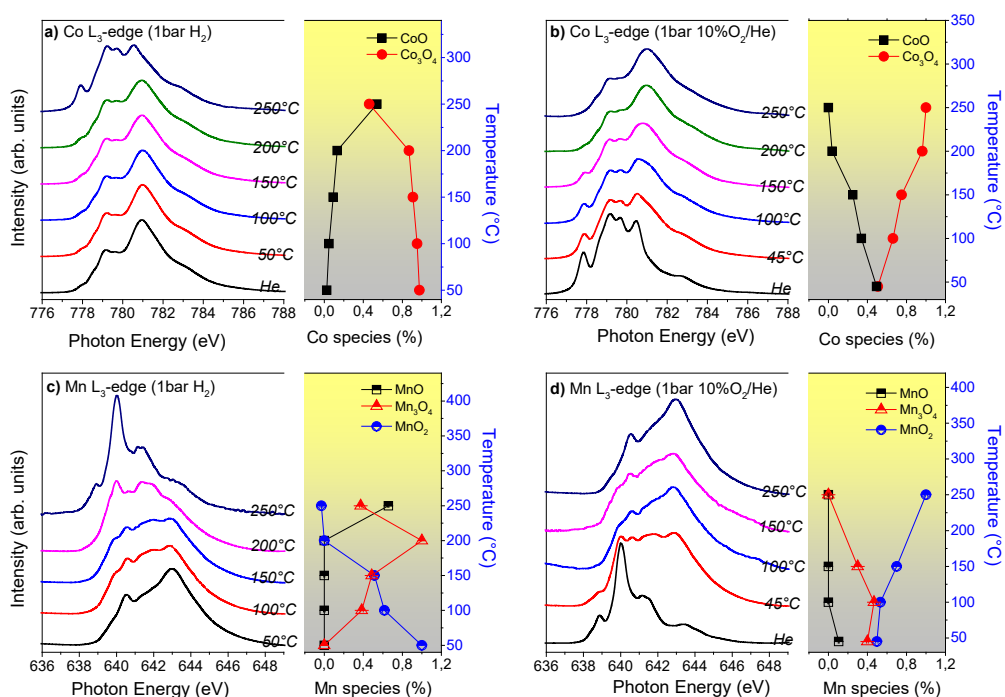 a) Co L3-edge (1bar H2)
CoO
Co3O4
250°C
200°C
150°C
100°C
50°C
He
Intensity (arb. units)
776 778 780 782 784 786 788
Photon Energy (eV)
0,0 0,4 0,8 1,2
Co species (%)
300
250
200
150
100
50
Temperature (°C)
b) Co L3-edge (1bar 10%O2/He)
CoO
Co3O4
250°C
200°C
150°C
100°C
45°C
He
776 778 780 782 784 786 788
Photon Energy (eV)
0,0 0,4 0,8 1,2
Co species (%)
350
300
250
200
150
100
50
Temperature (°C)
c) Mn L3-edge (1bar H2)
MnO
Mn3O4
MnO2
250°C
200°C
150°C
100°C
50°C
Intensity (arb. units)
636 640 644 648
Photon Energy (eV)
0,0 0,4 0,8 1,2
Mn species (%)
400
350
300
250
200
150
100
50
Temperature (°C)
d) Mn L3-edge (1bar 10%O2/He)
MnO
Mn3O4
MnO2
250°C
150°C
100°C
45°C
He
636 640 644 648
Photon Energy (eV)
0,0 0,4 0,8 1,2
Mn species (%)
400
350
300
250
200
150
100
50
Temperature (°C)